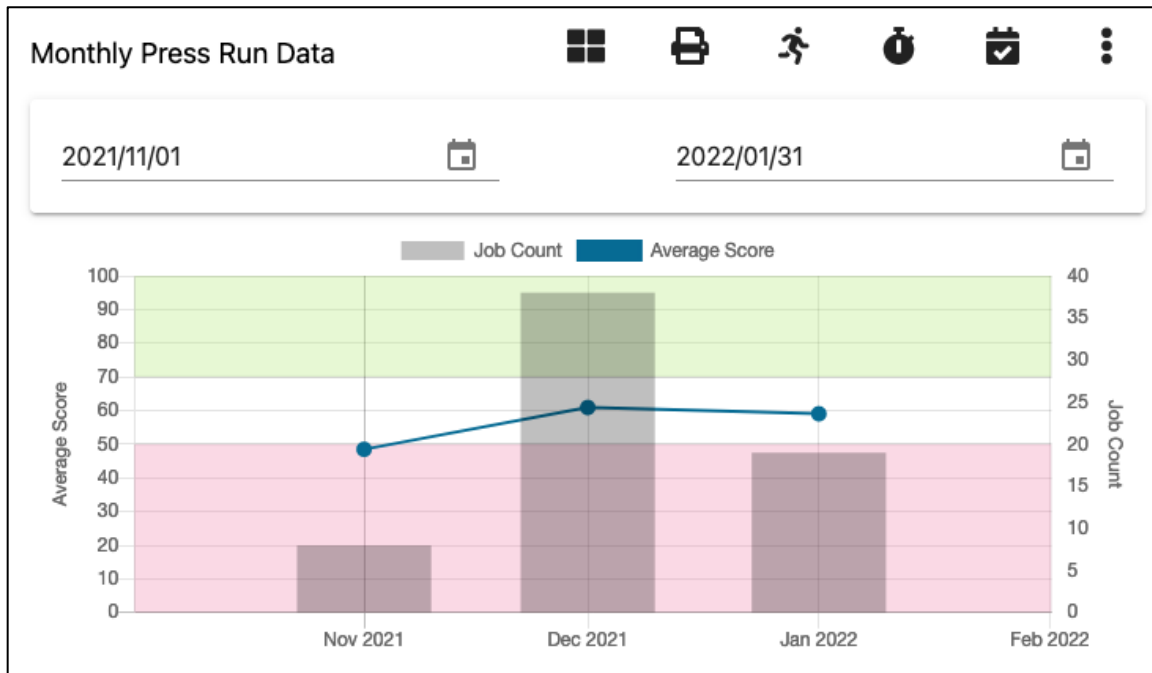 Monthly Press Run Data
2021/11/01
2022/01/31
Job Count
Average Score
100
90
80
70
60
50
40
30
20
10
0
Average Score
40
35
30
25
20
15
10
5
0
Job Count
Nov 2021
Dec 2021
Jan 2022
Feb 2022